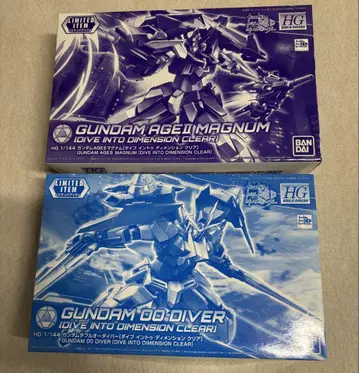 LIMITED
ITEM
HG
GUNDAM AGEⅡ MAGNUM
[DIVE INTO DIMENSION CLEAR]
HG 1/144 ガンダムAGEⅡマグナム[ダイブ イントゥ ディメンション クリア]
GUNDAM AGEⅡ MAGNUM [DIVE INTO DIMENSION CLEAR]
BAN
DAI
LIMITED
ITEM
HG
GUNDAM 00 DIVER
[DIVE INTO DIMENSION CLEAR]
HG 1/144 ガンダムダブルオーダイバー[ダイブ イントゥ ディメンション クリア]
GUNDAM 00 DIVER [DIVE INTO DIMENSION CLEAR]